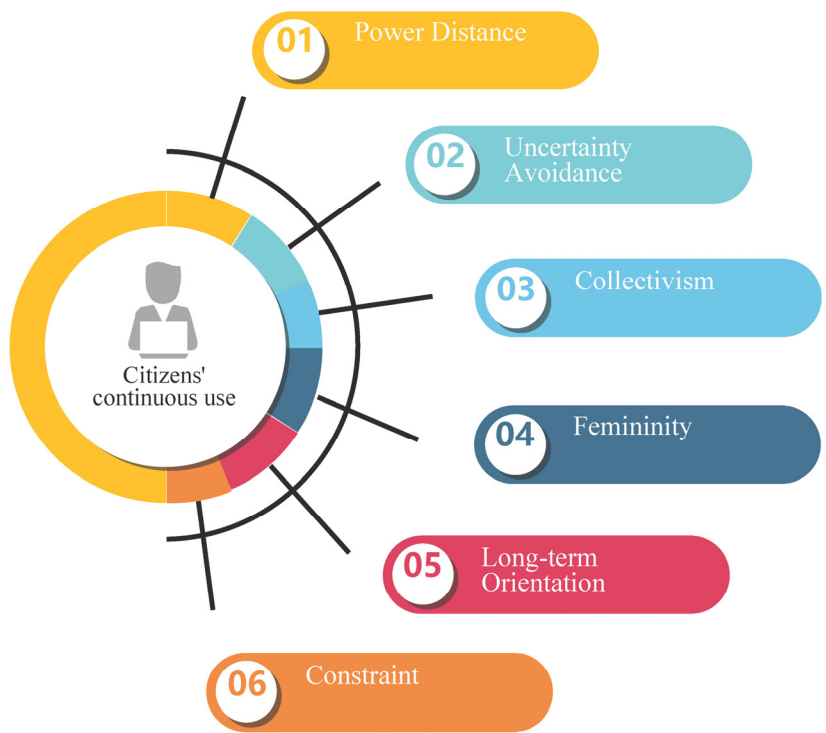 01
Power Distance
02
Uncertainty
Avoidance
03
Collectivism
Citizens'
continuous use
04
Femininity
05
Long-term
Orientation
06
Constraint